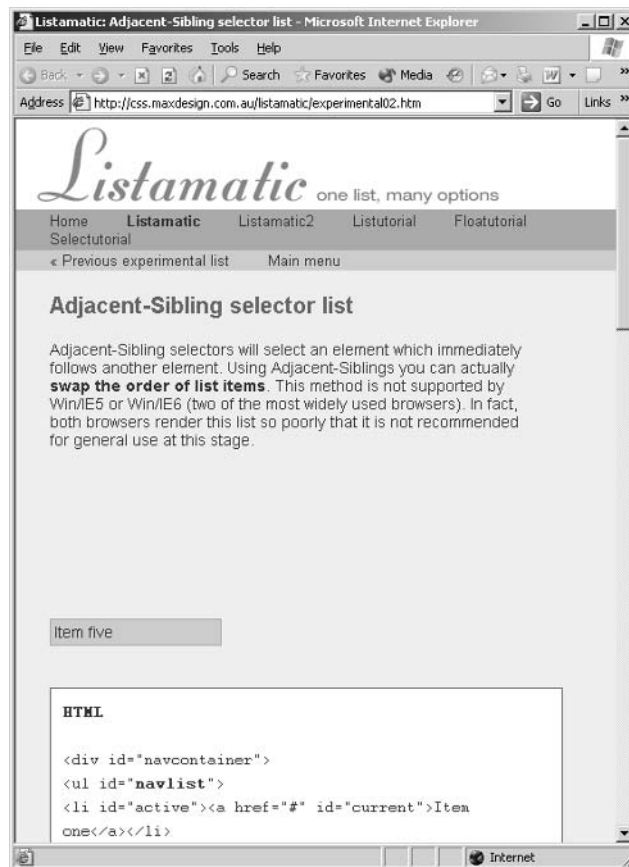 Listamatic: Adjacent-Sibling selector list - Microsoft Internet Explorer
File Edit View Favorites Tools Help
Back Search Favorites Media
Address http://css.maxdesign.com.au/listamatic/experimental02.htm Go Links »
Listamatic one list, many options
Home Listamatic Listamatic2 Listutorial Floatutorial
Selectutorial
« Previous experimental list Main menu
Adjacent-Sibling selector list
Adjacent-Sibling selectors will select an element which immediately
follows another element. Using Adjacent-Siblings you can actually
swap the order of list items. This method is not supported by
Win/IE5 or Win/IE6 (two of the most widely used browsers). In fact,
both browsers render this list so poorly that it is not recommended
for general use at this stage.
Item five
HTML
<div id="navcontainer">
<ul id="navlist">
<li id="active"><a href="#" id="current">Item
one</a></li>
Internet